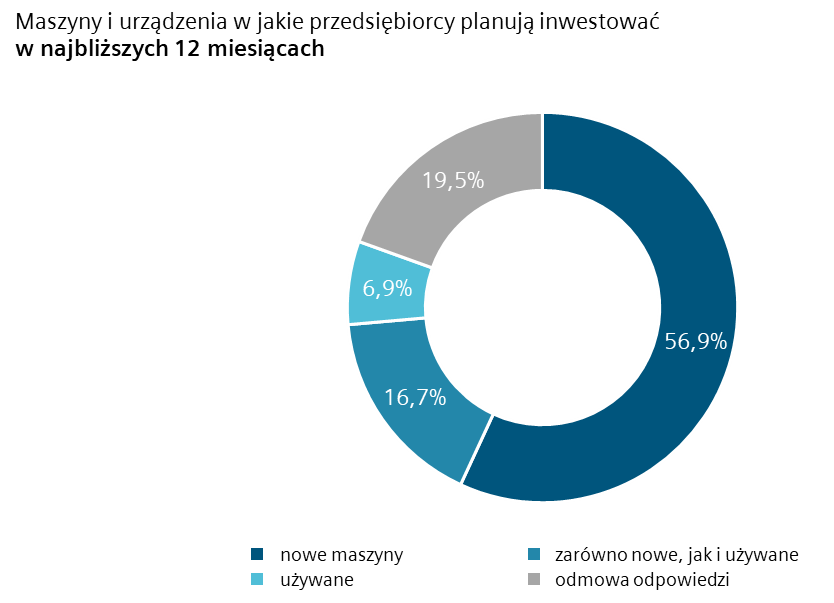 Maszyny i urządzenia w jakie przedsiębiorcy planują inwestować
w najbliższych 12 miesiącach
19,5%
6,9%
56,9%
16,7%
nowe maszyny
zarówno nowe, jak i używane
używane
odmowa odpowiedzi